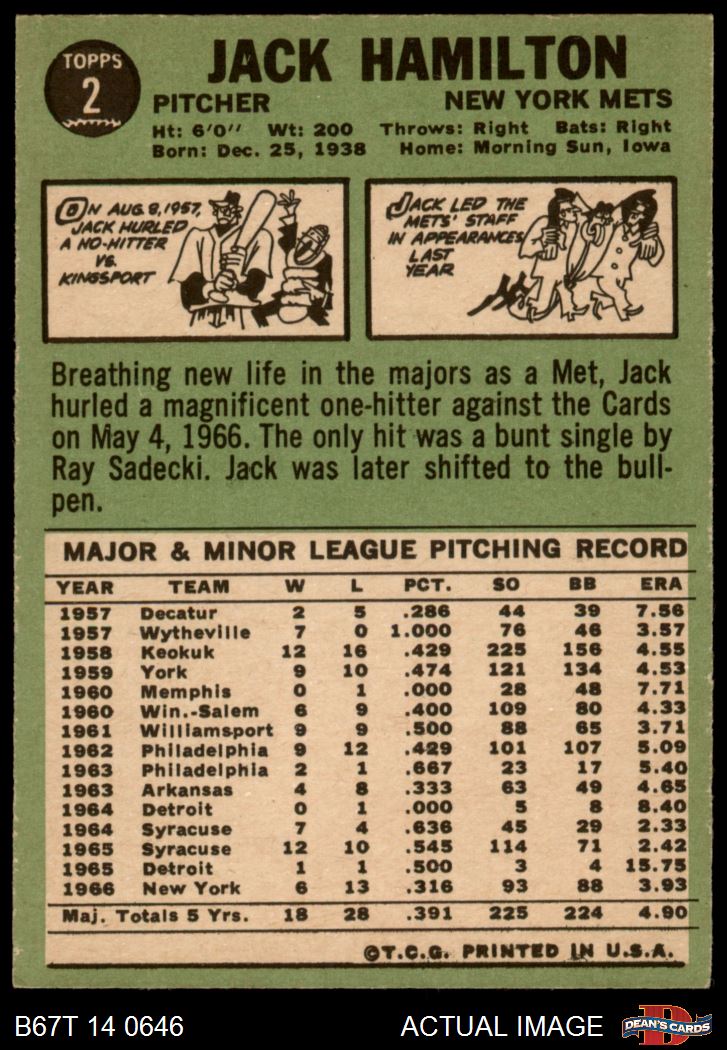 TOPPS
2
JACK HAMILTON
PITCHER NEW YORK METS
Ht: 6'0'' Wt: 200 Throws: Right Bats: Right
Born: Dec. 25, 1938 Home: Morning Sun, Iowa
ON AUG. 8, 1957,
JACK HURLED
A NO-HITTER
VS.
KINGSPORT
JACK LED THE
METS' STAFF
IN APPEARANCES
LAST
YEAR
Breathing new life in the majors as a Met, Jack
hurled a magnificent one-hitter against the Cards
on May 4, 1966. The only hit was a bunt single by
Ray Sadecki. Jack was later shifted to the bull-
pen.
MAJOR & MINOR LEAGUE PITCHING RECORD
YEAR TEAM W L PCT. SO BB ERA
1957 Decatur 2 5 .286 44 39 7.56
1957 Wytheville 7 0 1.000 76 46 3.57
1958 Keokuk 12 16 .429 225 156 4.55
1959 York 9 10 .474 121 134 4.53
1960 Memphis 0 1 .000 28 48 7.71
1960 Win.-Salem 6 9 .400 109 80 4.33
1961 Williamsport 9 9 .500 88 65 3.71
1962 Philadelphia 9 12 .429 101 107 5.09
1963 Philadelphia 2 1 .667 23 17 5.40
1963 Arkansas 4 8 .333 63 49 4.65
1964 Detroit 0 1 .000 5 8 8.40
1964 Syracuse 7 4 .636 45 29 2.33
1965 Syracuse 12 10 .545 114 71 2.42
1965 Detroit 1 1 .500 3 4 15.75
1966 New York 6 13 .316 93 88 3.93
Maj. Totals 5 Yrs. 18 28 .391 225 224 4.90
©T.C.G. PRINTED IN U.S.A.
B67T 14 0646 ACTUAL IMAGE
D
DEAN'S CARDS